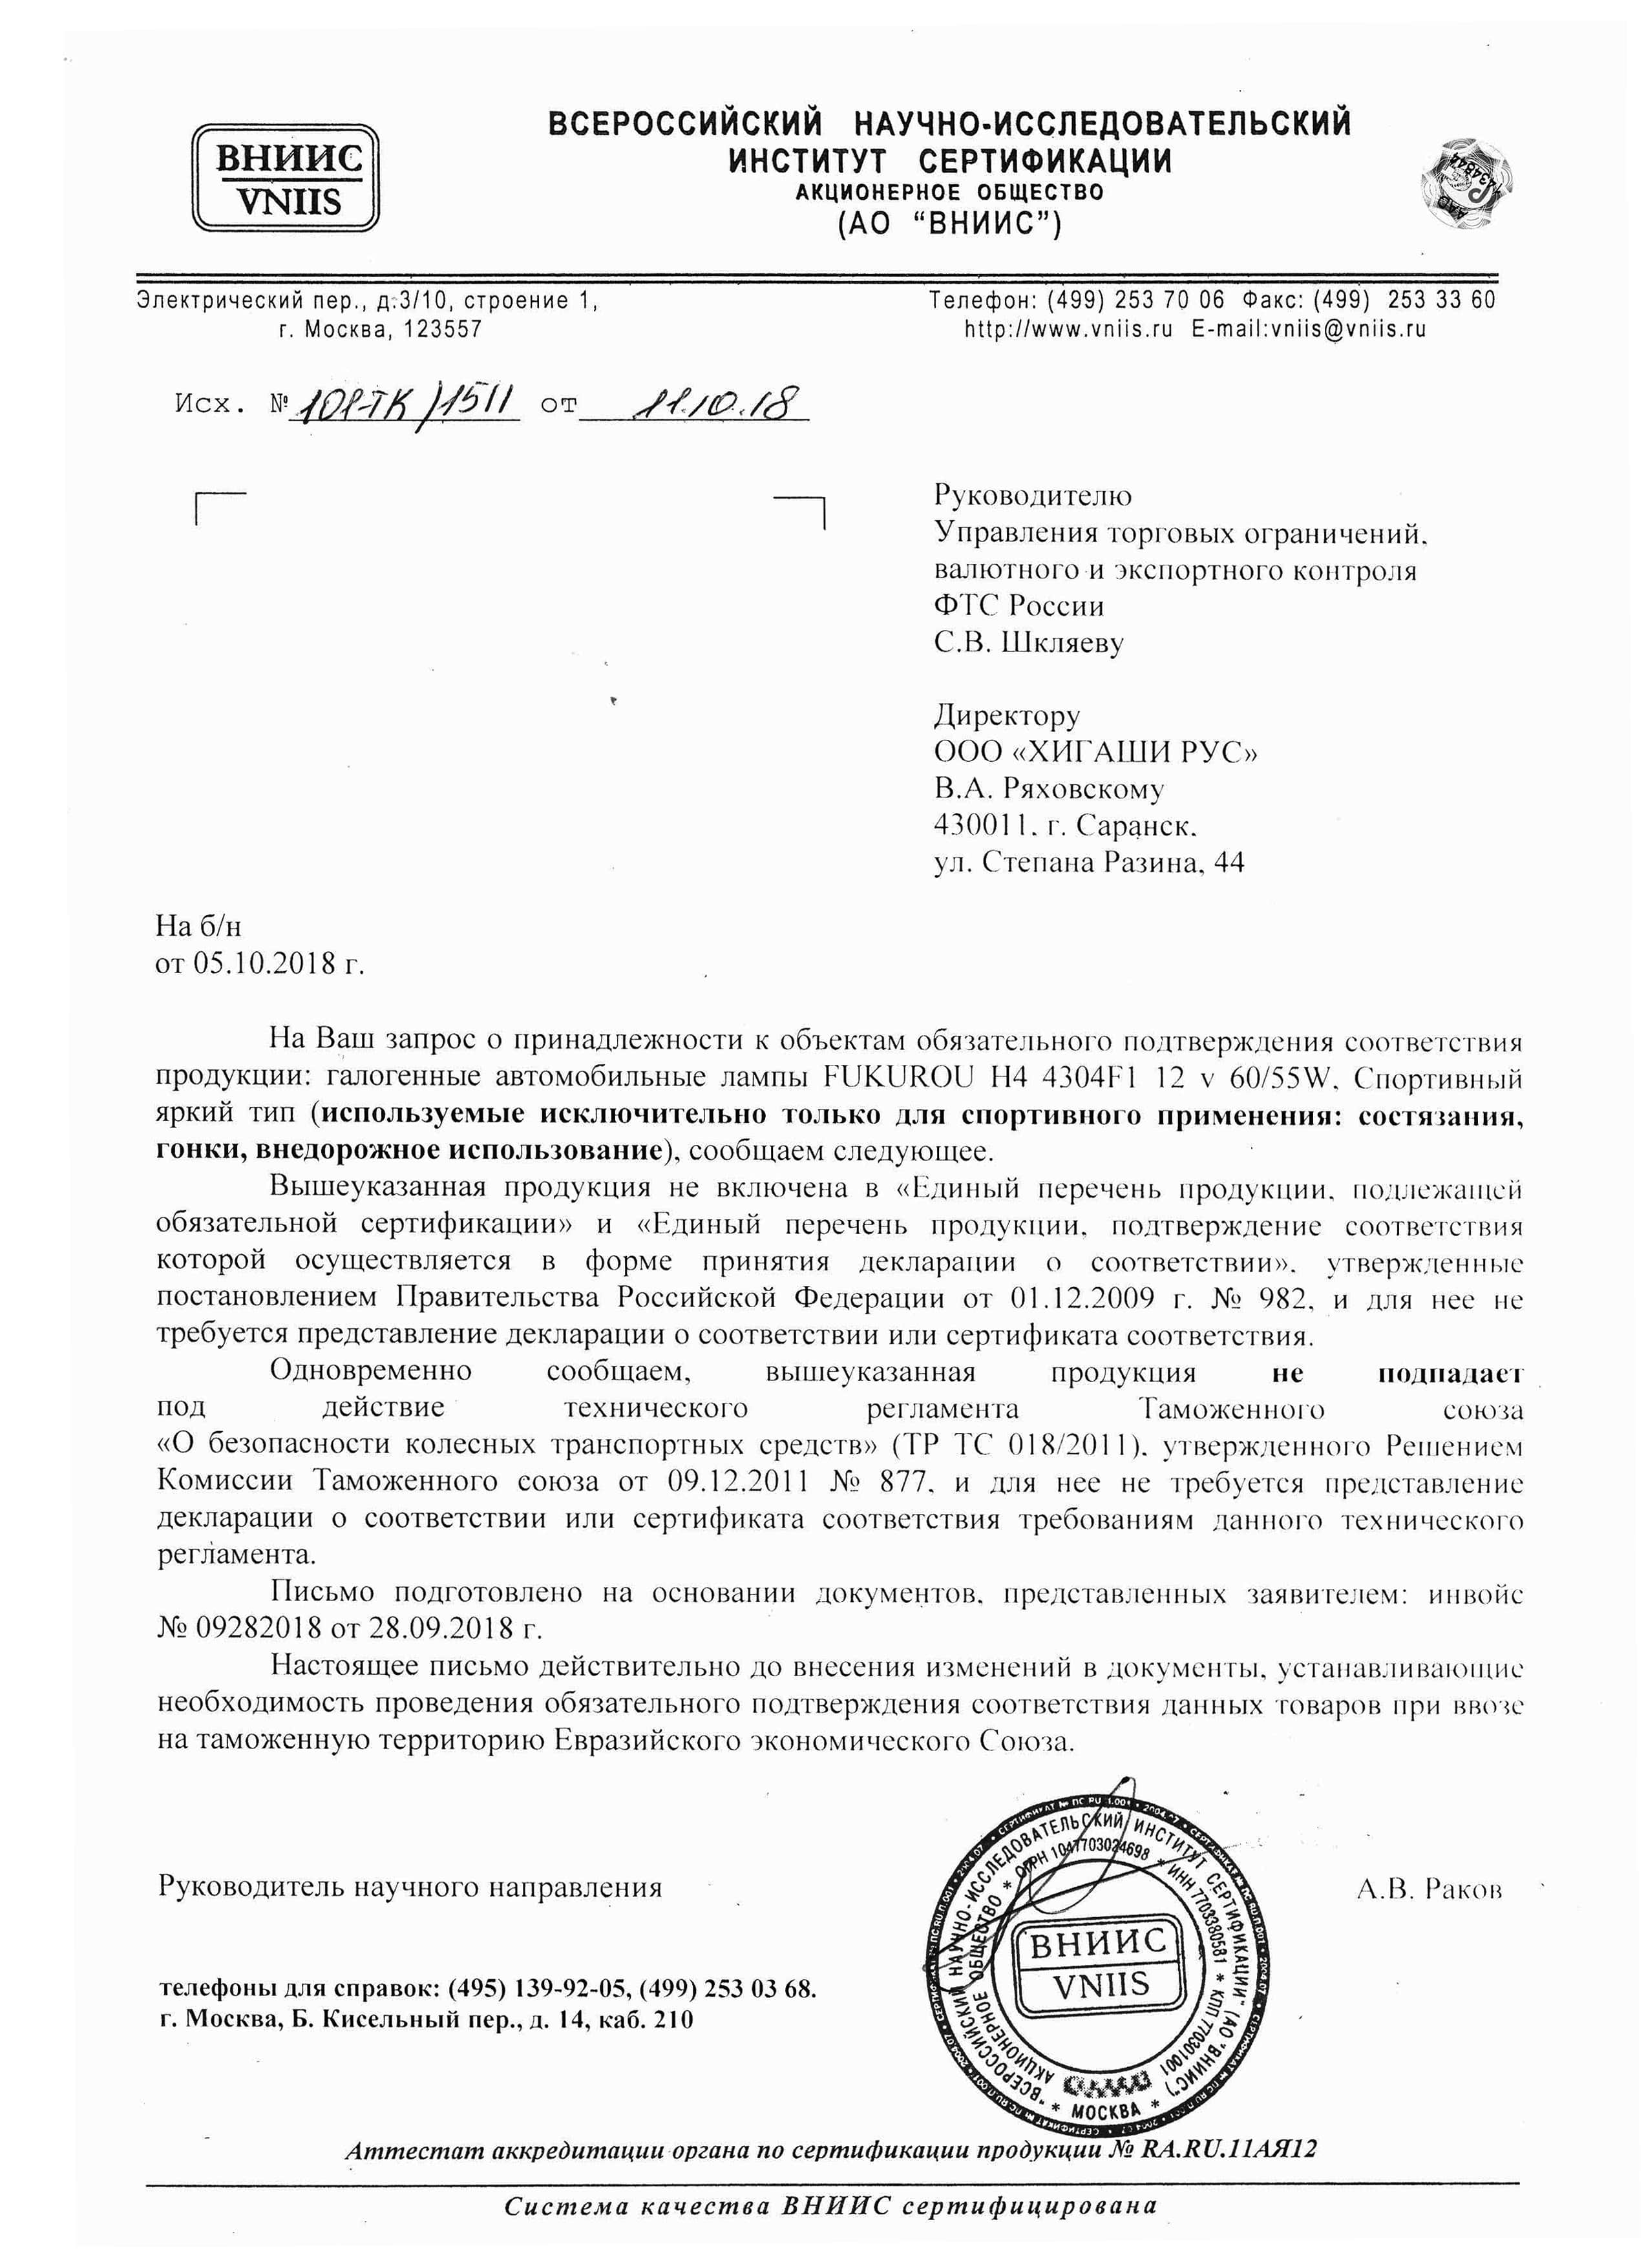 ВНИИС
VNIIS
ВСЕРОССИЙСКИЙ НАУЧНО-ИССЛЕДОВАТЕЛЬСКИЙ
ИНСТИТУТ СЕРТИФИКАЦИИ
АКЦИОНЕРНОЕ ОБЩЕСТВО
(АО “ВНИИС”)
Электрический пер., д.3/10, строение 1,
г. Москва, 123557
Телефон: (499) 253 70 06 Факс: (499) 253 33 60
http://www.vniis.ru E-mail:vniis@vniis.ru
Исх. № 101-ТК/1511 от 11.10.18
Руководителю
Управления торговых ограничений,
валютного и экспортного контроля
ФТС России
С.В. Шкляеву
Директору
ООО «ХИГАШИ РУС»
В.А. Ряховскому
430011, г. Саранск,
ул. Степана Разина, 44
На б/н
от 05.10.2018 г.
На Ваш запрос о принадлежности к объектам обязательного подтверждения соответствия
продукции: галогенные автомобильные лампы FUKUROU H4 4304F1 12 v 60/55W, Спортивный
яркий тип (используемые исключительно только для спортивного применения: состязания,
гонки, внедорожное использование), сообщаем следующее.
Вышеуказанная продукция не включена в «Единый перечень продукции, подлежащей
обязательной сертификации» и «Единый перечень продукции, подтверждение соответствия
которой осуществляется в форме принятия декларации о соответствии», утвержденные
постановлением Правительства Российской Федерации от 01.12.2009 г. № 982, и для нее не
требуется представление декларации о соответствии или сертификата соответствия.
Одновременно сообщаем, вышеуказанная продукция не подпадает
под действие технического регламента Таможенного союза
«О безопасности колесных транспортных средств» (ТР ТС 018/2011), утвержденного Решением
Комиссии Таможенного союза от 09.12.2011 № 877, и для нее не требуется представление
декларации о соответствии или сертификата соответствия требованиям данного технического
регламента.
Письмо подготовлено на основании документов, представленных заявителем: инвойс
№ 09282018 от 28.09.2018 г.
Настоящее письмо действительно до внесения изменений в документы, устанавливающие
необходимость проведения обязательного подтверждения соответствия данных товаров при ввозе
на таможенную территорию Евразийского экономического Союза.
Руководитель научного направления
А.В. Раков
"ВСЕРОССИЙСКИЙ НАУЧНО-ИССЛЕДОВАТЕЛЬСКИЙ ИНСТИТУТ СЕРТИФИКАЦИИ" (АО "ВНИИС")
АКЦИОНЕРНОЕ ОБЩЕСТВО * ОГРН 1047703024698 * ИНН 7703380581 * КПП 770301001
ВНИИС
VNIIS
* МОСКВА *
телефоны для справок: (495) 139-92-05, (499) 253 03 68.
г. Москва, Б. Кисельный пер., д. 14, каб. 210
Аттестат аккредитации органа по сертификации продукции № RA.RU.11АЯ12
Система качества ВНИИС сертифицирована